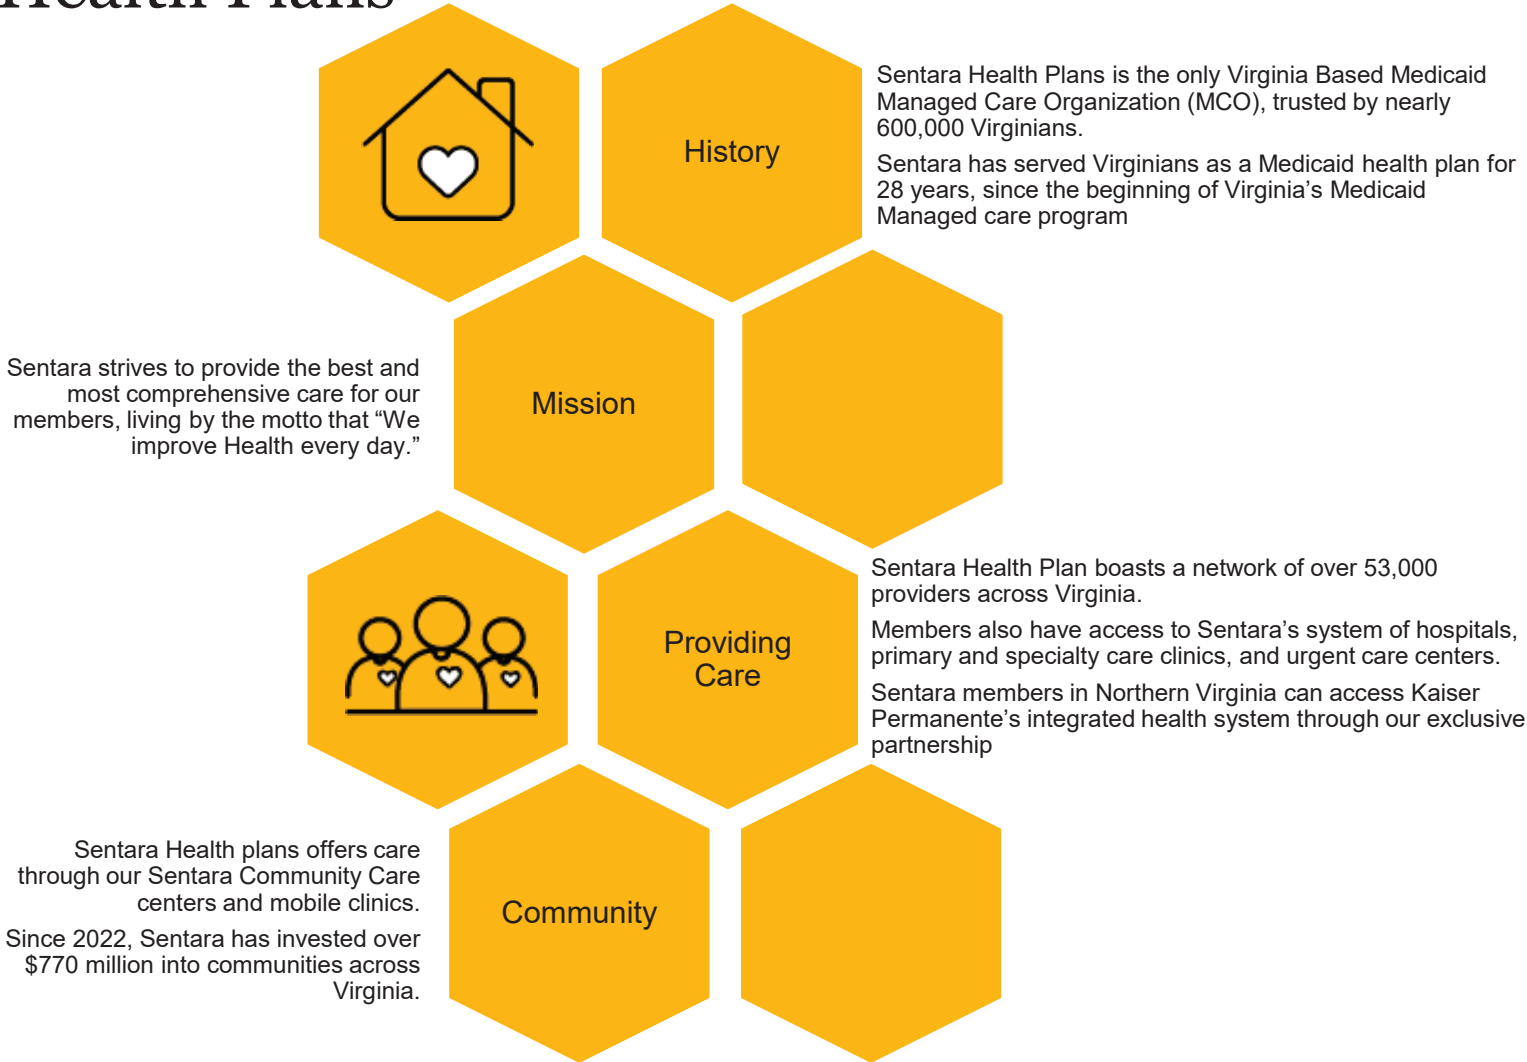 Health Plans
History
Sentara Health Plans is the only Virginia Based Medicaid
Managed Care Organization (MCO), trusted by nearly
600,000 Virginians.
Sentara has served Virginians as a Medicaid health plan for
28 years, since the beginning of Virginia’s Medicaid
Managed care program
Sentara strives to provide the best and
most comprehensive care for our
members, living by the motto that “We
improve Health every day.”
Mission
Providing
Care
Sentara Health Plan boasts a network of over 53,000
providers across Virginia.
Members also have access to Sentara’s system of hospitals,
primary and specialty care clinics, and urgent care centers.
Sentara members in Northern Virginia can access Kaiser
Permanente’s integrated health system through our exclusive
partnership
Sentara Health plans offers care
through our Sentara Community Care
centers and mobile clinics.
Since 2022, Sentara has invested over
$770 million into communities across
Virginia.
Community